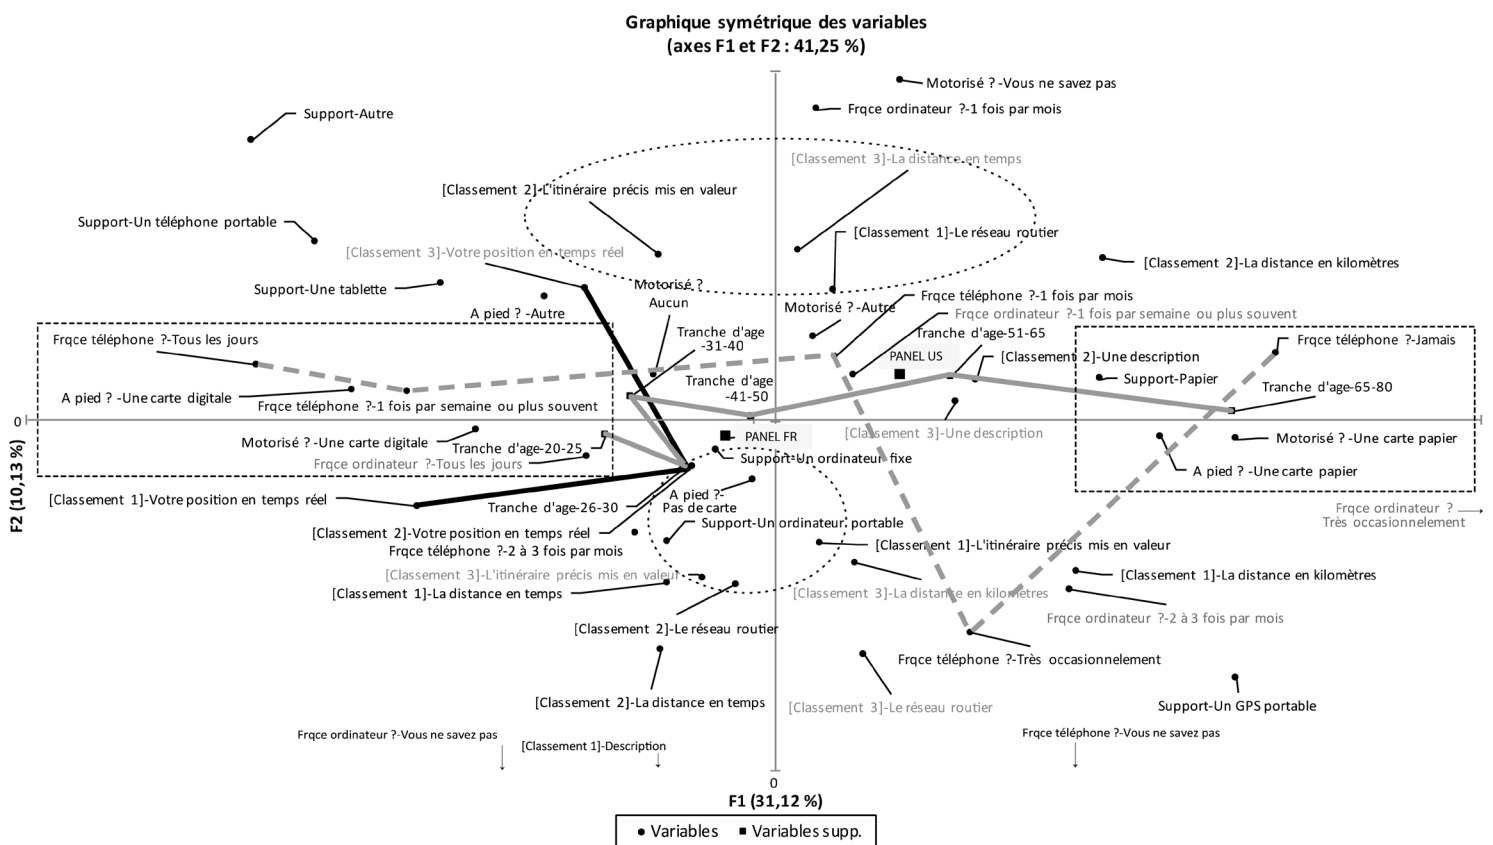 Graphique symétrique des variables
(axes F1 et F2 : 41,25 %)
Motorisé ? -Vous ne savez pas
Frqce ordinateur ?-1 fois par mois
Support-Autre
[Classement 3]-La distance en temps
[Classement 2]-L'itinéraire précis mis en valeur
Support-Un téléphone portable
[Classement 1]-Le réseau routier
[Classement 3]-Votre position en temps réel
[Classement 2]-La distance en kilomètres
Support-Une tablette
Motorisé ?
Aucun
Frqce téléphone ?-1 fois par mois
Motorisé ? -Autre
A pied ? -Autre
Frqce ordinateur ?-1 fois par semaine ou plus souvent
Tranche d'age
-31-40
Tranche d'age-51-65
Frqce téléphone ?-Tous les jours
Frqce téléphone ?-Jamais
PANEL US
[Classement 2]-Une description
Support-Papier
Tranche d'age
-41-50
Tranche d'age-65-80
A pied ? -Une carte digitale
Frqce téléphone ?-1 fois par semaine ou plus souvent
0
[Classement 3]-Une description
PANEL FR
Motorisé ? -Une carte digitale
Tranche d'age-20-25
Motorisé ? -Une carte papier
Support-Un ordinateur fixe
Frqce ordinateur ?-Tous les jours
A pied ? -Une carte papier
F2 (10,13 %)
[Classement 1]-Votre position en temps réel
A pied ?-
Pas de carte
Tranche d'age-26-30
Frqce ordinateur ?
Très occasionnelement
Support-Un ordinateur portable
[Classement 2]-Votre position en temps réel
Frqce téléphone ?-2 à 3 fois par mois
[Classement 1]-L'itinéraire précis mis en valeur
[Classement 3]-L'itinéraire précis mis en valeur
[Classement 1]-La distance en kilomètres
[Classement 1]-La distance en temps
[Classement 3]-La distance en kilomètres
Frqce ordinateur ?-2 à 3 fois par mois
[Classement 2]-Le réseau routier
Frqce téléphone ?-Très occasionnelement
[Classement 2]-La distance en temps
[Classement 3]-Le réseau routier
Support-Un GPS portable
Frqce ordinateur ?-Vous ne savez pas
[Classement 1]-Description
Frqce téléphone ?-Vous ne savez pas
0
F1 (31,12 %)
Variables
Variables supp.